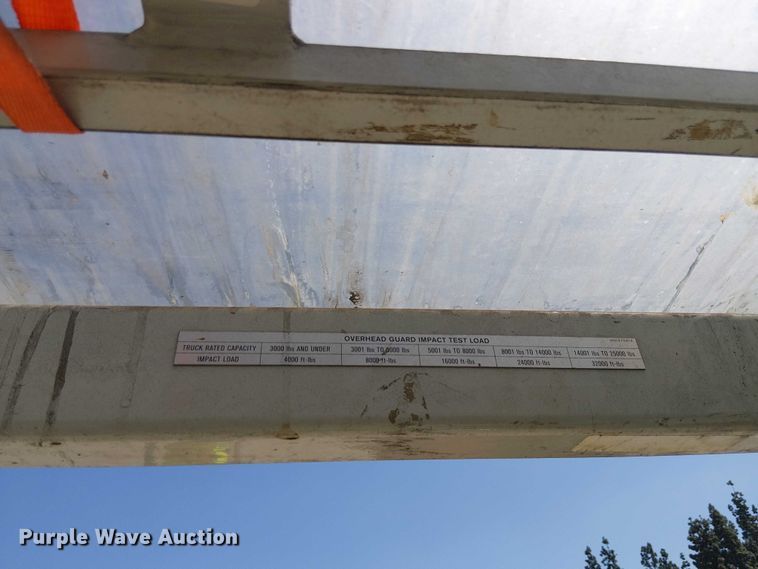 OVERHEAD GUARD IMPACT TEST LOAD
TRUCK RATED CAPACITY 3000 lbs AND UNDER 3001 lbs TO 5000 lbs 5001 lbs TO 8000 lbs 8001 lbs TO 14000 lbs 14001 lbs TO 25000 lbs
IMPACT LOAD 4000 ft-lbs 8000 ft-lbs 16000 ft-lbs 24000 ft-lbs 32000 ft-lbs
Purple Wave Auction